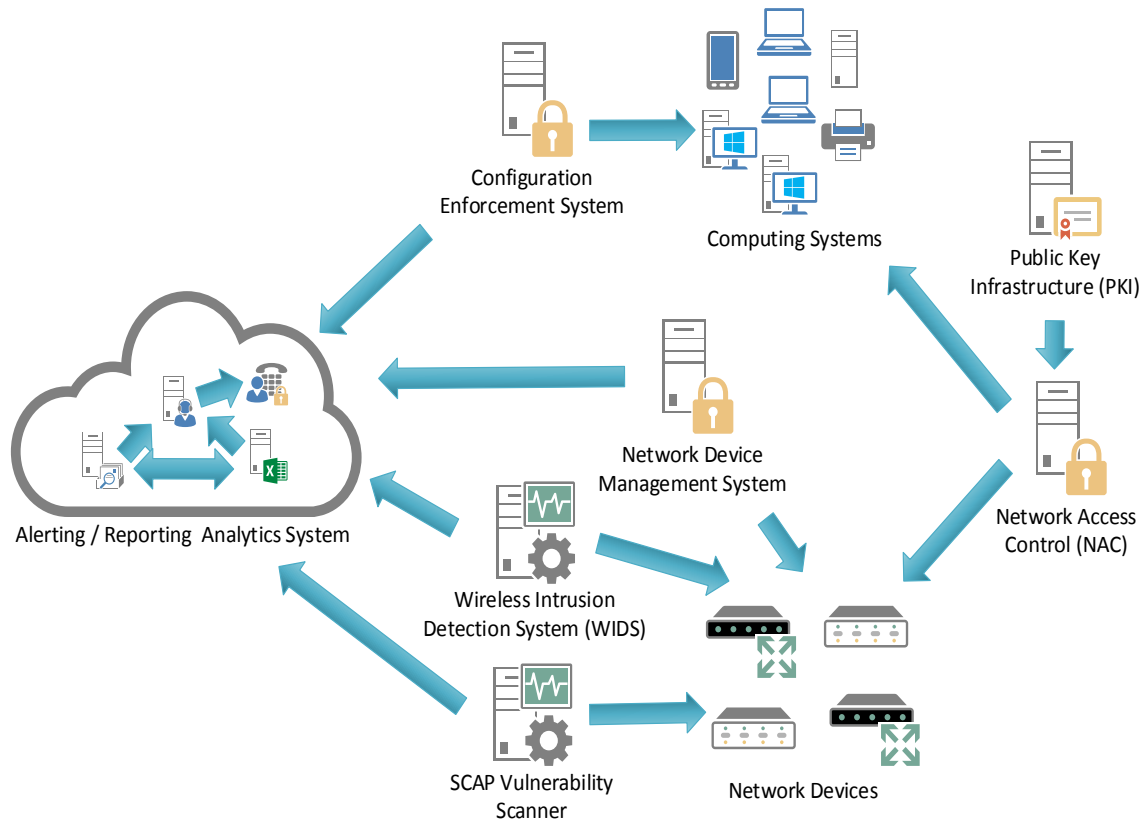 Configuration
Enforcement System
Computing Systems
Public Key
Infrastructure (PKI)
Network Device
Management System
Network Access
Control (NAC)
Alerting / Reporting  Analytics System
Wireless Intrusion
Detection System (WIDS)
SCAP Vulnerability
Scanner
Network Devices
X